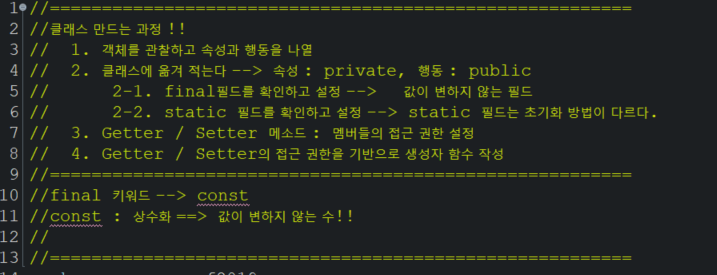 1 //========================================================
2 //클래스 만드는 과정 !!
3 //  1. 객체를 관찰하고 속성과 행동을 나열
4 //  2. 클래스에 옮겨 적는다 --> 속성 : private, 행동 : public
5 //      2-1. final필드를 확인하고 설정 -->   값이 변하지 않는 필드
6 //      2-2. static 필드를 확인하고 설정 --> static 필드는 초기화 방법이 다르다.
7 //  3. Getter / Setter 메소드 : 멤버들의 접근 권한 설정
8 //  4. Getter / Setter의 접근 권한을 기반으로 생성자 함수 작성
9 //========================================================
10 //final 키워드 --> const
11 //const : 상수화 ==> 값이 변하지 않는 수!!
12 //
13 //========================================================